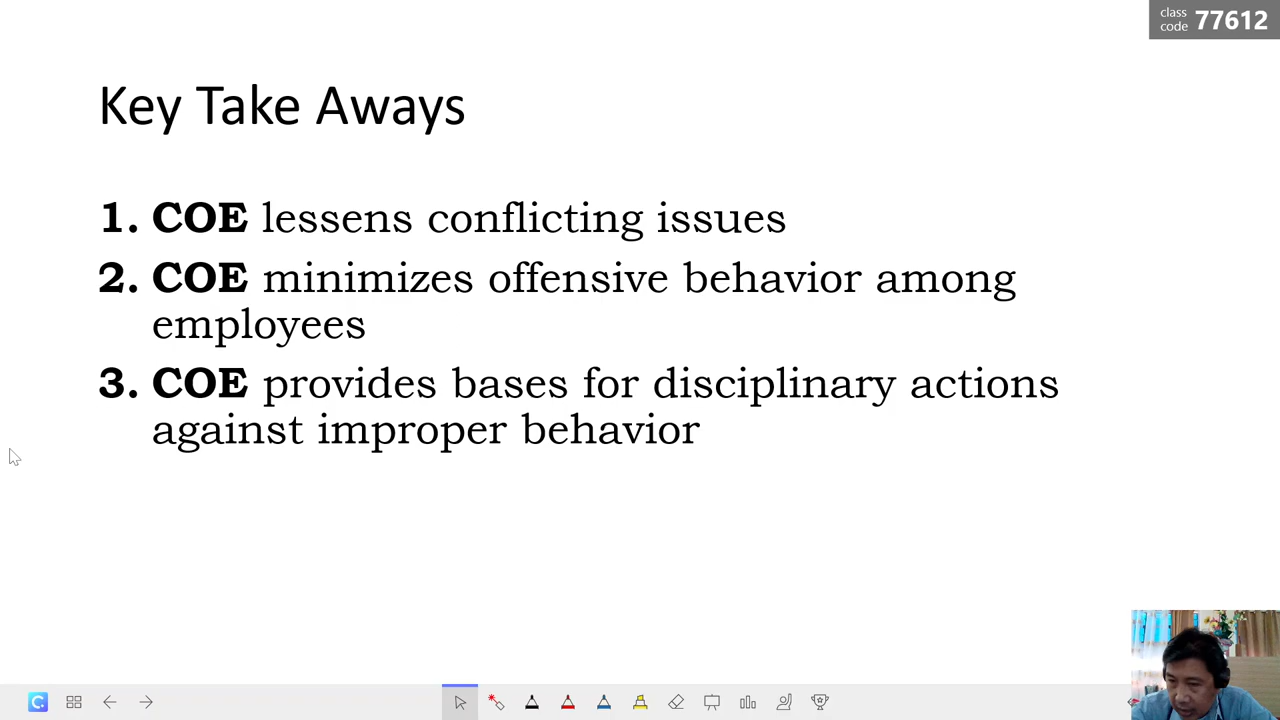 class
code 77612
Key Take Aways
1. COE lessens conflicting issues
2. COE minimizes offensive behavior among
employees
3. COE provides bases for disciplinary actions
against improper behavior